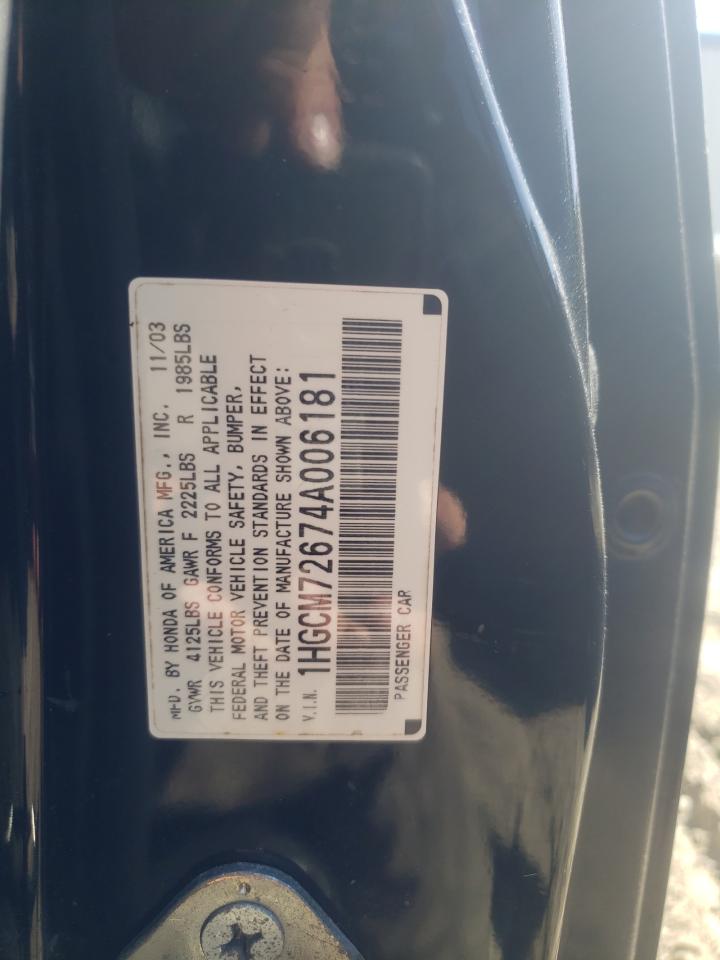 MFD. BY HONDA OF AMERICA MFG., INC. 11/03
GVWR 4125LBS GAWR F 2225LBS R 1985LBS
THIS VEHICLE CONFORMS TO ALL APPLICABLE
FEDERAL MOTOR VEHICLE SAFETY, BUMPER,
AND THEFT PREVENTION STANDARDS IN EFFECT
ON THE DATE OF MANUFACTURE SHOWN ABOVE:
V.I.N. 1HGCM72674A006181
PASSENGER CAR